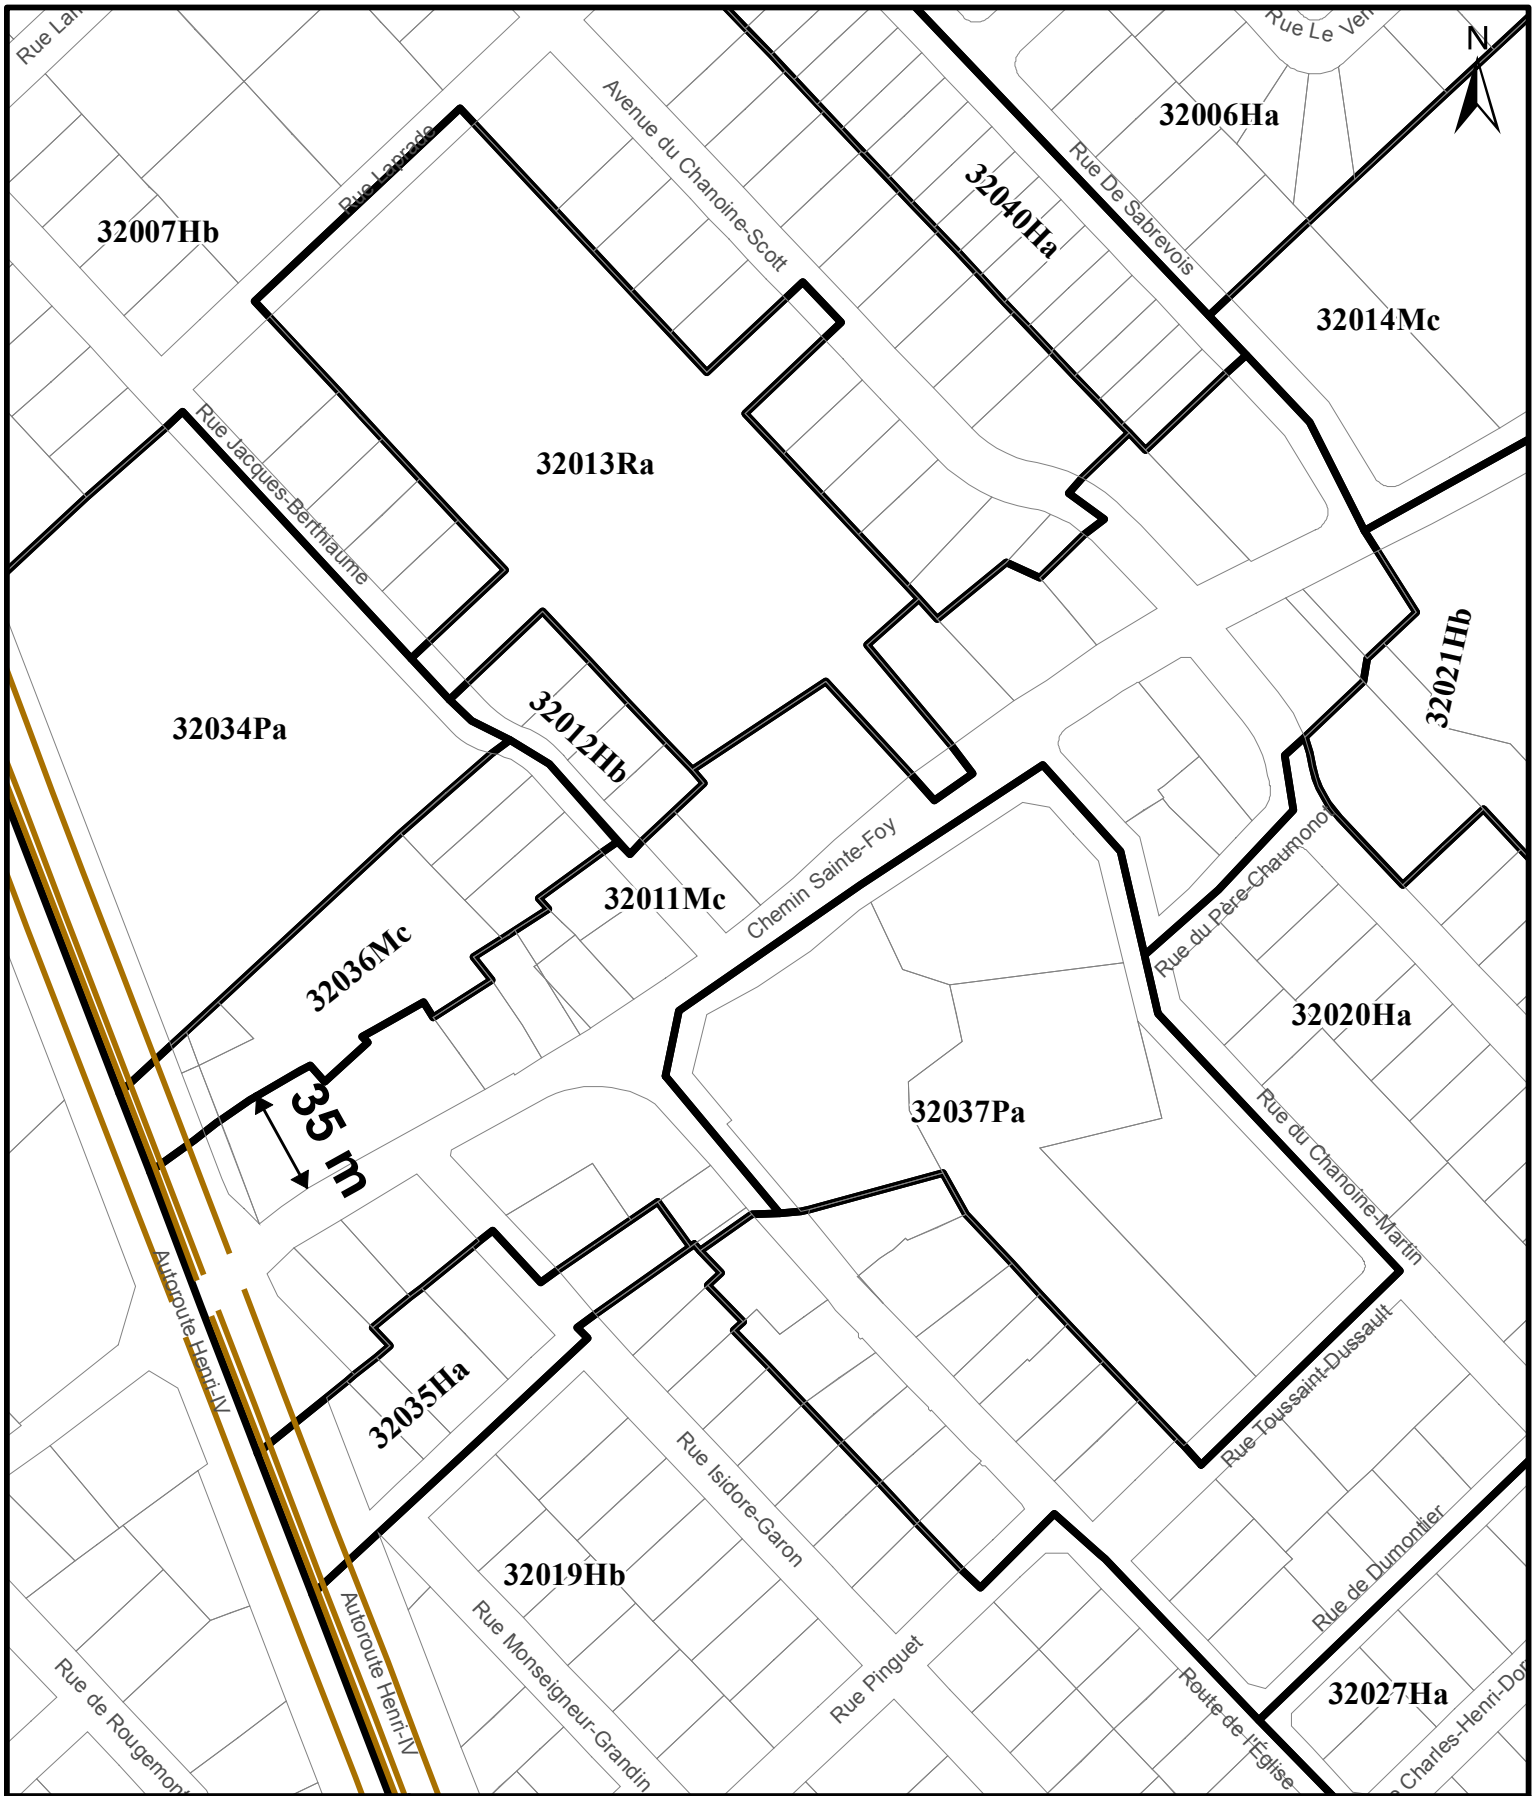 Rue Le
N
32006Ha
Avenue du Chanoine-Scott
Rue Laprade
Rue De Sabrevois
32040Ha
32007Hb
32014Mc
Rue Jacques-Berthiaume
32013Ra
32021Hb
32034Pa
32012Hb
Chemin Sainte-Foy
32011Mc
Rue du Père-Chaumonot
32036Mc
32020Ha
35 m
32037Pa
Rue du Chanoine-Martin
Autoroute Henri-IV
32035Ha
Rue Toussaint-Dussault
Rue Isidore-Garon
32019Hb
Rue de Dumontier
Autoroute Henri-IV
Rue Monseigneur-Grandin
Rue Pinguet
Rue de Rougemont
Route de l'Église
32027Ha
Charles-Henri-Dor